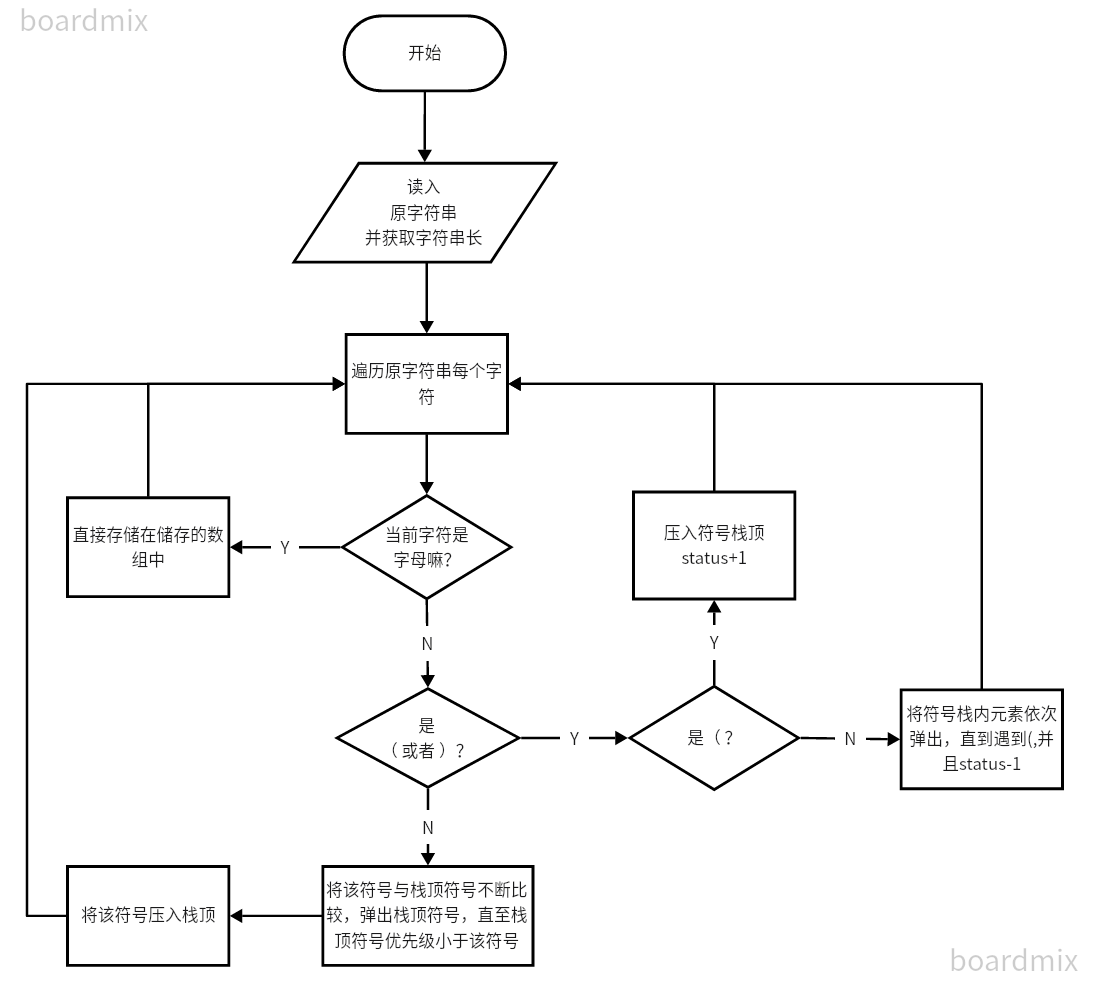 boardmix
开始
读入
原字符串
并获取字符串长
遍历原字符串每个字
符
直接存储在储存的数
组中
Y
当前字符是
字母嘛？
压入符号栈顶
status+1
N
Y
是
（ 或者 ）？
Y
是（ ？
N
将符号栈内元素依次
弹出，直到遇到(,并
且status-1
N
将该符号压入栈顶
将该符号与栈顶符号不断比
较，弹出栈顶符号，直至栈
顶符号优先级小于该符号
boardmix